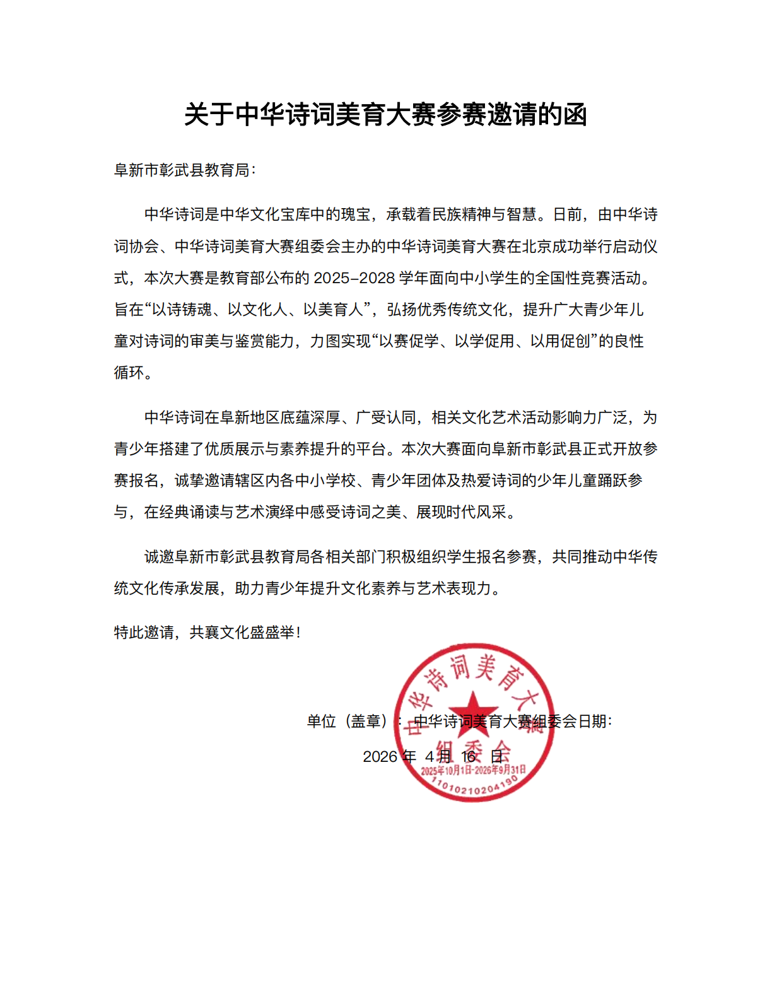 关于中华诗词美育大赛参赛邀请的函
阜新市彰武县教育局：
中华诗词是中华文化宝库中的瑰宝，承载着民族精神与智慧。日前，由中华诗
词协会、中华诗词美育大赛组委会主办的中华诗词美育大赛在北京成功举行启动仪
式，本次大赛是教育部公布的 2025-2028 学年面向中小学生的全国性竞赛活动。
旨在“以诗铸魂、以文化人、以美育人”，弘扬优秀传统文化，提升广大青少年儿
童对诗词的审美与鉴赏能力，力图实现“以赛促学、以学促用、以用促创”的良性
循环。
中华诗词在阜新地区底蕴深厚、广受认同，相关文化艺术活动影响力广泛，为
青少年搭建了优质展示与素养提升的平台。本次大赛面向阜新市彰武县正式开放参
赛报名，诚挚邀请辖区内各中小学校、青少年团体及热爱诗词的少年儿童踊跃参
与，在经典诵读与艺术演绎中感受诗词之美、展现时代风采。
诚邀阜新市彰武县教育局各相关部门积极组织学生报名参赛，共同推动中华传
统文化传承发展，助力青少年提升文化素养与艺术表现力。
特此邀请，共襄文化盛盛举！
单位（盖章）：中华诗词美育大赛组委会日期：
2026 年 4 月 16 日
中华诗词美育大赛
组委会
2025年10月1日-2026年9月31日
11010210204190